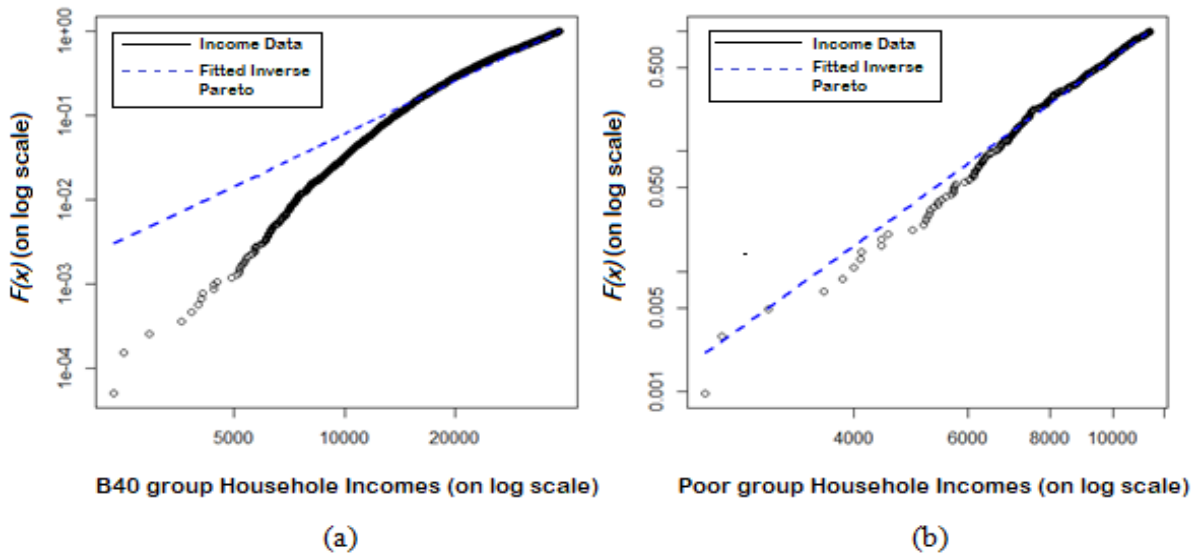 1e+00
1e-01
1e-02
1e-03
1e-04
F(x) (on log scale)
Income Data
Fitted Inverse
Pareto
5000 10000 20000
B40 group Househole Incomes (on log scale)
(a)
0.500
0.050
0.005
0.001
F(x) (on log scale)
Income Data
Fitted Inverse
Pareto
4000 6000 8000 10000
Poor group Househole Incomes (on log scale)
(b)